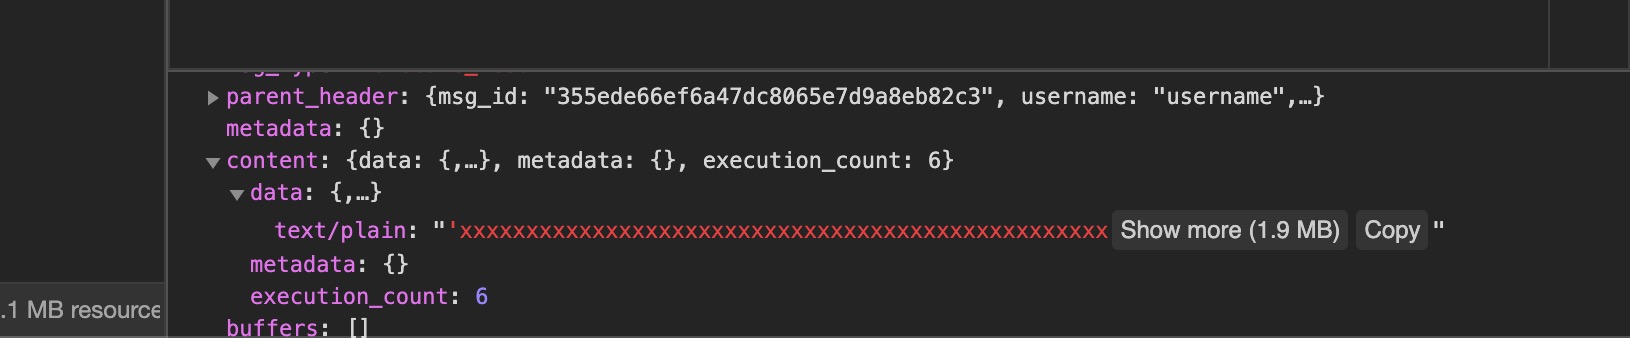 parent_header: {msg_id: "355ede66ef6a47dc8065e7d9a8eb82c3", username: "username",…}
metadata: {}
content: {data: {,…}, metadata: {}, execution_count: 6}
data: {,…}
text/plain: "'xxxxxxxxxxxxxxxxxxxxxxxxxxxxxxxxxxxxxxxxxxxxxxxxx Show more (1.9 MB) Copy "
metadata: {}
execution_count: 6
.1 MB resource
buffers: []